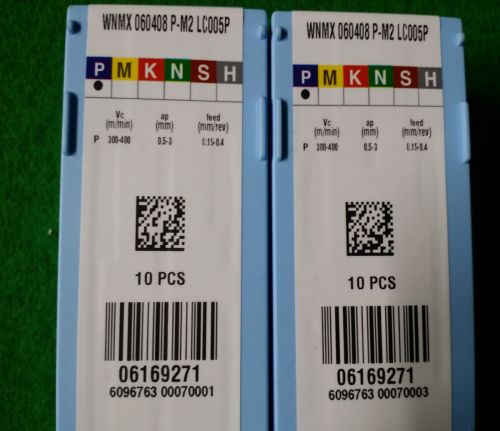 WNMX 060408 P-M2 LC005P
P M K N S H
Vc ap feed
(m/min) (mm) (mm/rev)
P 300-400 0.5-3 0.15-0.4
10 PCS
06169271
6096763 00070001
WNMX 060408 P-M2 LC005P
P M K N S H
Vc ap feed
(m/min) (mm) (mm/rev)
P 300-400 0.5-3 0.15-0.4
10 PCS
06169271
6096763 00070003